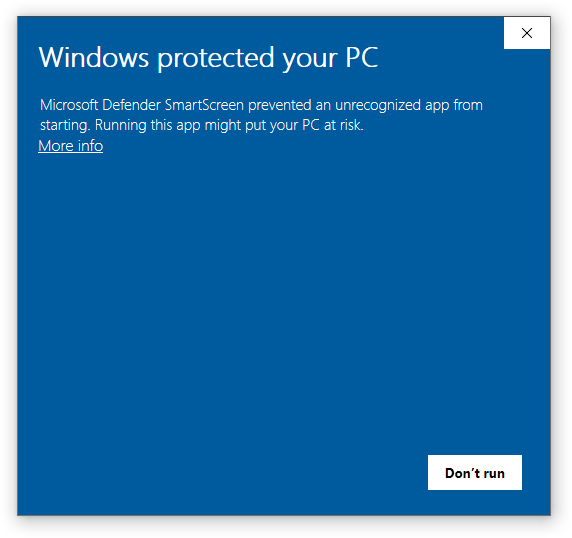 Windows protected your PC
Microsoft Defender SmartScreen prevented an unrecognized app from
starting. Running this app might put your PC at risk.
More info
Don’t run